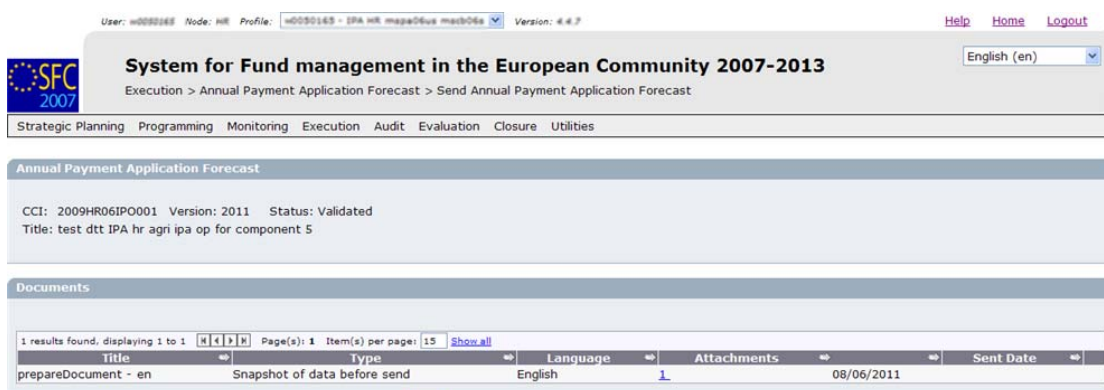 User: Node: HR Profile: Version: 4.4.7
Help Home Logout
English (en)
SFC
2007
System for Fund management in the European Community 2007-2013
Execution > Annual Payment Application Forecast > Send Annual Payment Application Forecast
Strategic Planning Programming Monitoring Execution Audit Evaluation Closure Utilities
Annual Payment Application Forecast
CCI: 2009HR06IPO001 Version: 2011 Status: Validated
Title: test dtt IPA hr agri ipa op for component 5
Documents
1 results found, displaying 1 to 1 Page(s): 1 Item(s) per page: 15 Show all
Title Type Language Attachments Sent Date
prepareDocument - en Snapshot of data before send English 1 08/06/2011